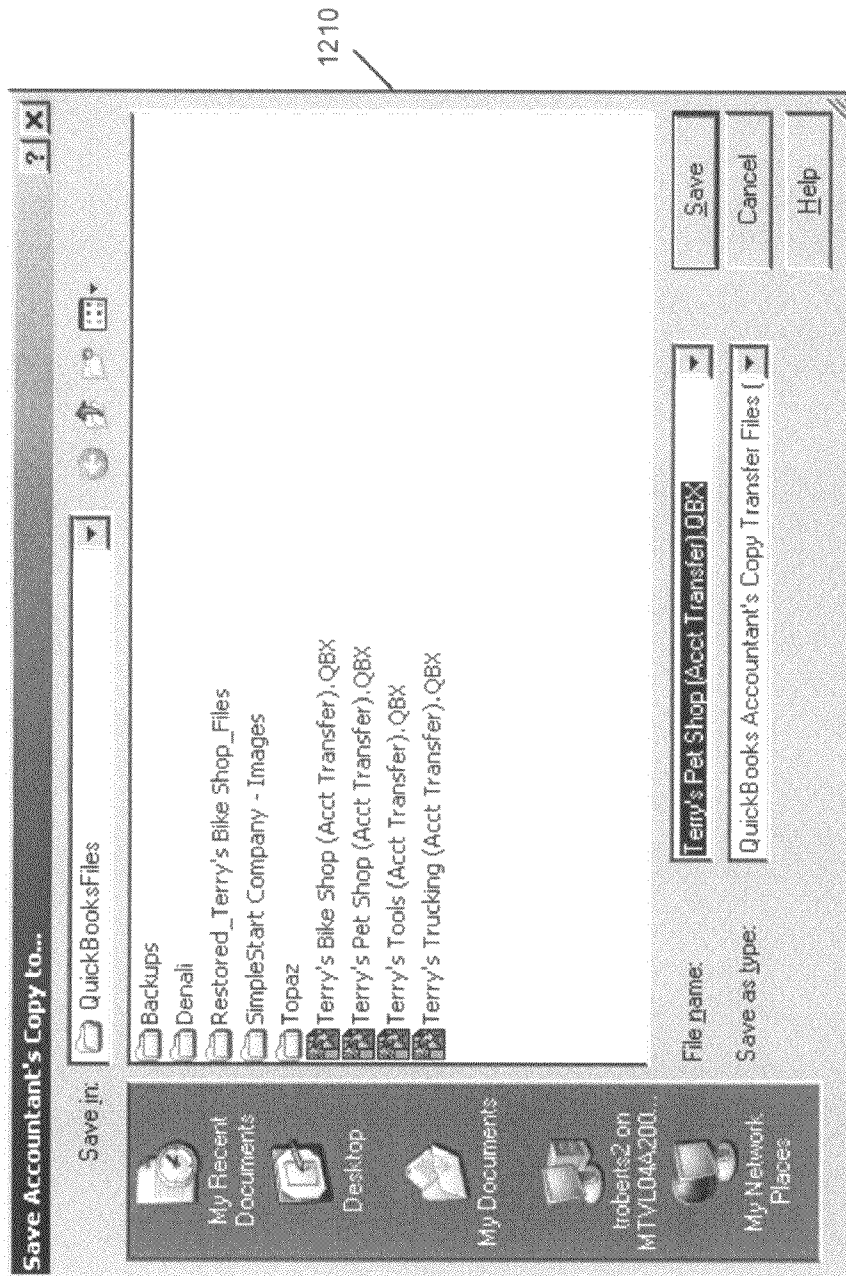 1210
Save Accountant's Copy to...
? X
Save in:
QuickBooksFiles
My Recent
Documents
Desktop
My Documents
troberts2 on
MTVL04A200...
My Network
Places
Backups
Denali
Restored_Terry's Bike Shop_Files
SimpleStart Company - Images
Topaz
Terry's Bike Shop (Acct Transfer).QBX
Terry's Pet Shop (Acct Transfer).QBX
Terry's Tools (Acct Transfer).QBX
Terry's Trucking (Acct Transfer).QBX
File name:
Terry's Pet Shop (Acct Transfer).QBX
Save
Save as type:
QuickBooks Accountant's Copy Transfer Files (
Cancel
Help